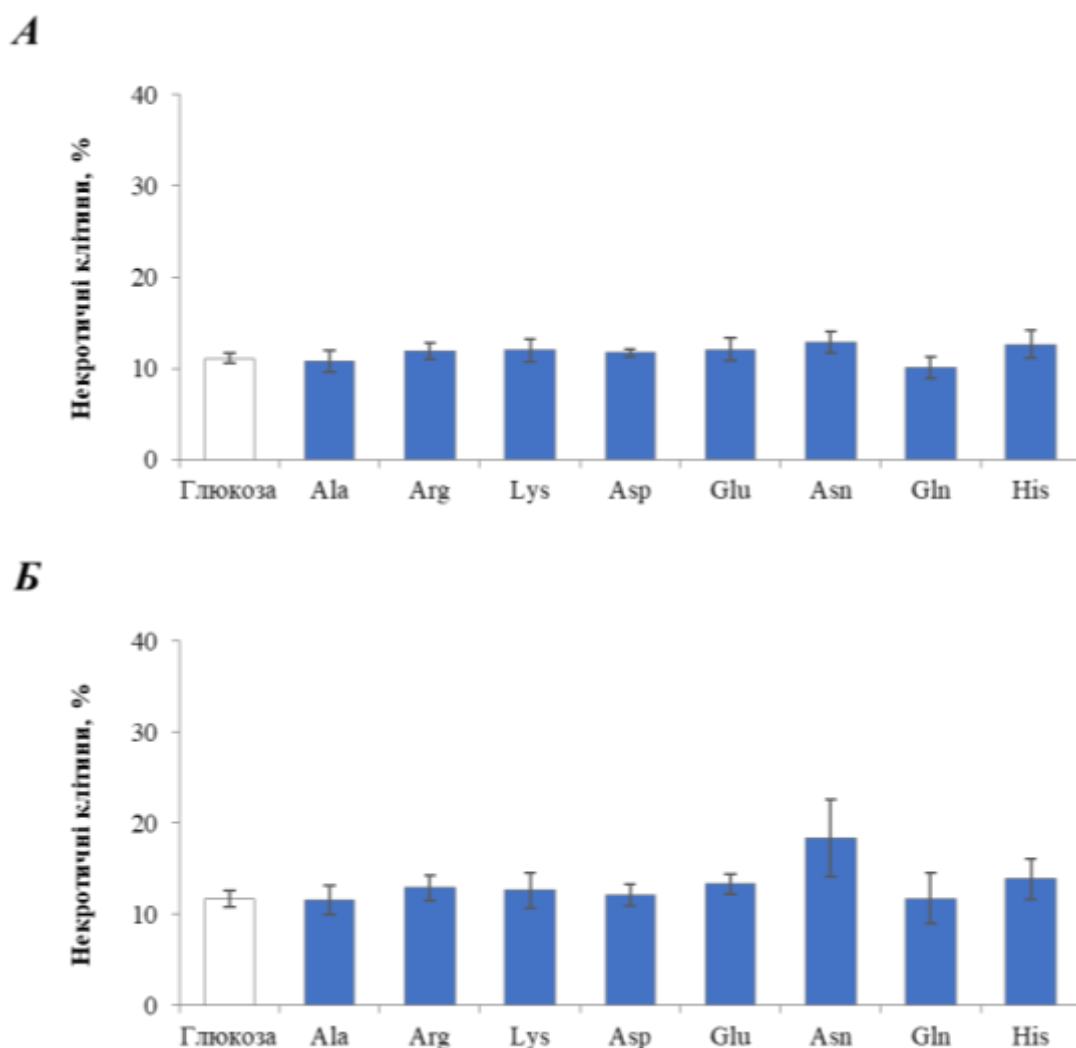 А
Некротичні клітини, %
40
30
20
10
0
Глюкоза Ala Arg Lys Asp Glu Asn Gln His
Б
Некротичні клітини, %
40
30
20
10
0
Глюкоза Ala Arg Lys Asp Glu Asn Gln His